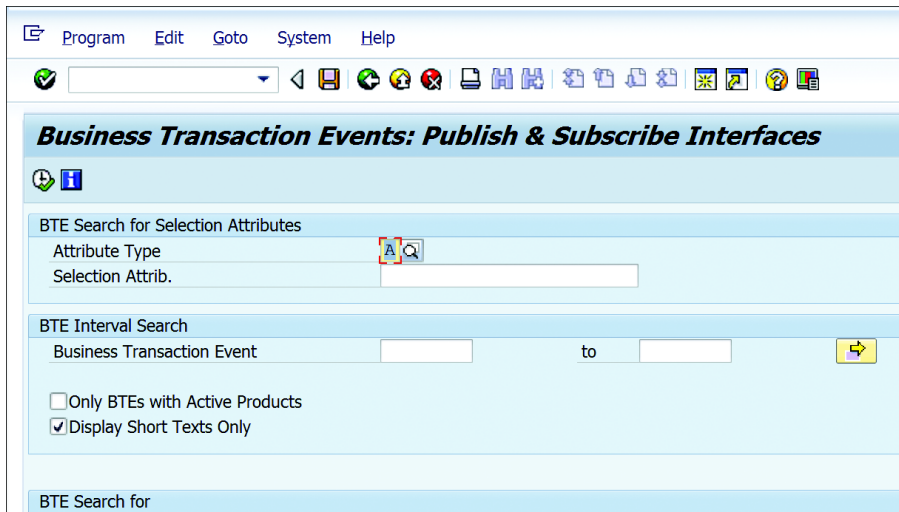 Program Edit Goto System Help
Business Transaction Events: Publish & Subscribe Interfaces
BTE Search for Selection Attributes
Attribute Type A
Selection Attrib.
BTE Interval Search
Business Transaction Event to
Only BTEs with Active Products
Display Short Texts Only
BTE Search for